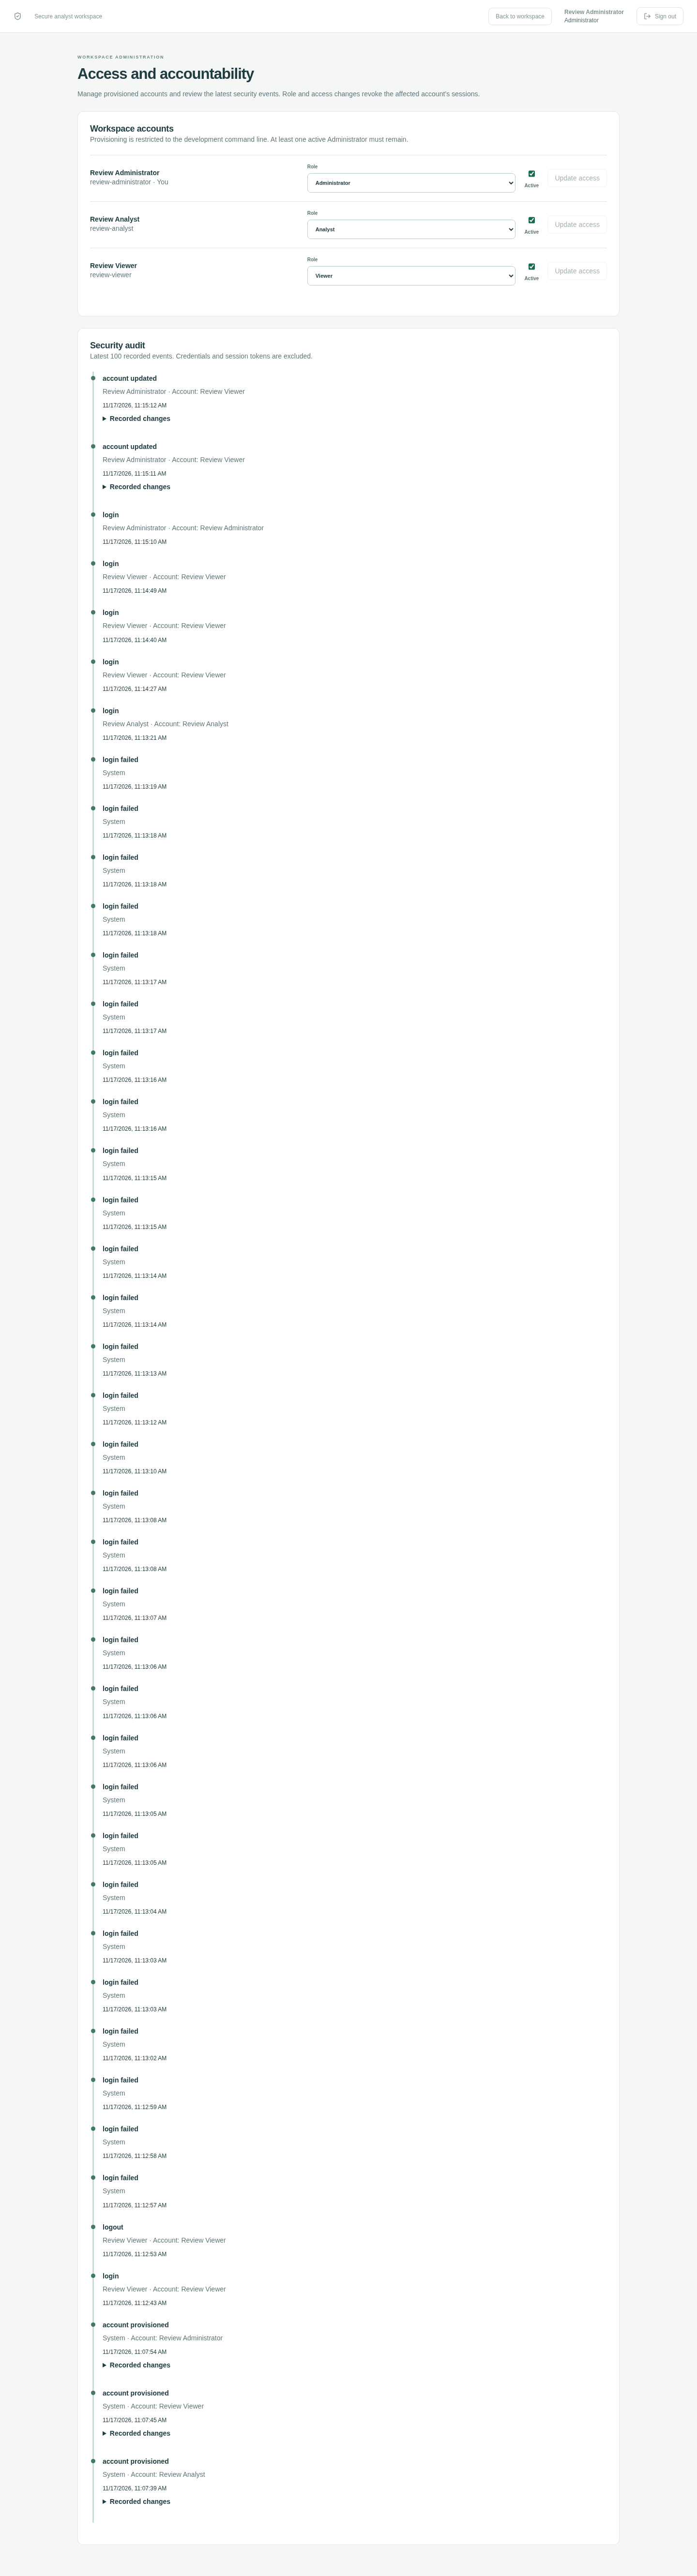 Secure analyst workspace
Back to workspace
Review Administrator
Administrator
Sign out
WORKSPACE ADMINISTRATION
Access and accountability
Manage provisioned accounts and review the latest security events. Role and access changes revoke the affected account's sessions.
Workspace accounts
Provisioning is restricted to the development command line. At least one active Administrator must remain.
Review Administrator
review-administrator · You
Role
Administrator
Active
Update access
Review Analyst
review-analyst
Role
Analyst
Active
Update access
Review Viewer
review-viewer
Role
Viewer
Active
Update access
Security audit
Latest 100 recorded events. Credentials and session tokens are excluded.
account updated
Review Administrator · Account: Review Viewer
11/17/2026, 11:15:12 AM
Recorded changes
account updated
Review Administrator · Account: Review Viewer
11/17/2026, 11:15:11 AM
Recorded changes
login
Review Administrator · Account: Review Administrator
11/17/2026, 11:15:10 AM
login
Review Viewer · Account: Review Viewer
11/17/2026, 11:14:49 AM
login
Review Viewer · Account: Review Viewer
11/17/2026, 11:14:40 AM
login
Review Viewer · Account: Review Viewer
11/17/2026, 11:14:27 AM
login
Review Analyst · Account: Review Analyst
11/17/2026, 11:13:21 AM
login failed
System
11/17/2026, 11:13:19 AM
login failed
System
11/17/2026, 11:13:18 AM
login failed
System
11/17/2026, 11:13:18 AM
login failed
System
11/17/2026, 11:13:18 AM
login failed
System
11/17/2026, 11:13:17 AM
login failed
System
11/17/2026, 11:13:17 AM
login failed
System
11/17/2026, 11:13:16 AM
login failed
System
11/17/2026, 11:13:16 AM
login failed
System
11/17/2026, 11:13:15 AM
login failed
System
11/17/2026, 11:13:15 AM
login failed
System
11/17/2026, 11:13:14 AM
login failed
System
11/17/2026, 11:13:14 AM
login failed
System
11/17/2026, 11:13:13 AM
login failed
System
11/17/2026, 11:13:12 AM
login failed
System
11/17/2026, 11:13:10 AM
login failed
System
11/17/2026, 11:13:08 AM
login failed
System
11/17/2026, 11:13:08 AM
login failed
System
11/17/2026, 11:13:07 AM
login failed
System
11/17/2026, 11:13:06 AM
login failed
System
11/17/2026, 11:13:06 AM
login failed
System
11/17/2026, 11:13:06 AM
login failed
System
11/17/2026, 11:13:05 AM
login failed
System
11/17/2026, 11:13:05 AM
login failed
System
11/17/2026, 11:13:04 AM
login failed
System
11/17/2026, 11:13:03 AM
login failed
System
11/17/2026, 11:13:03 AM
login failed
System
11/17/2026, 11:13:02 AM
login failed
System
11/17/2026, 11:12:59 AM
login failed
System
11/17/2026, 11:12:58 AM
login failed
System
11/17/2026, 11:12:57 AM
logout
Review Viewer · Account: Review Viewer
11/17/2026, 11:12:53 AM
login
Review Viewer · Account: Review Viewer
11/17/2026, 11:12:43 AM
account provisioned
System · Account: Review Administrator
11/17/2026, 11:07:54 AM
Recorded changes
account provisioned
System · Account: Review Viewer
11/17/2026, 11:07:45 AM
Recorded changes
account provisioned
System · Account: Review Analyst
11/17/2026, 11:07:39 AM
Recorded changes